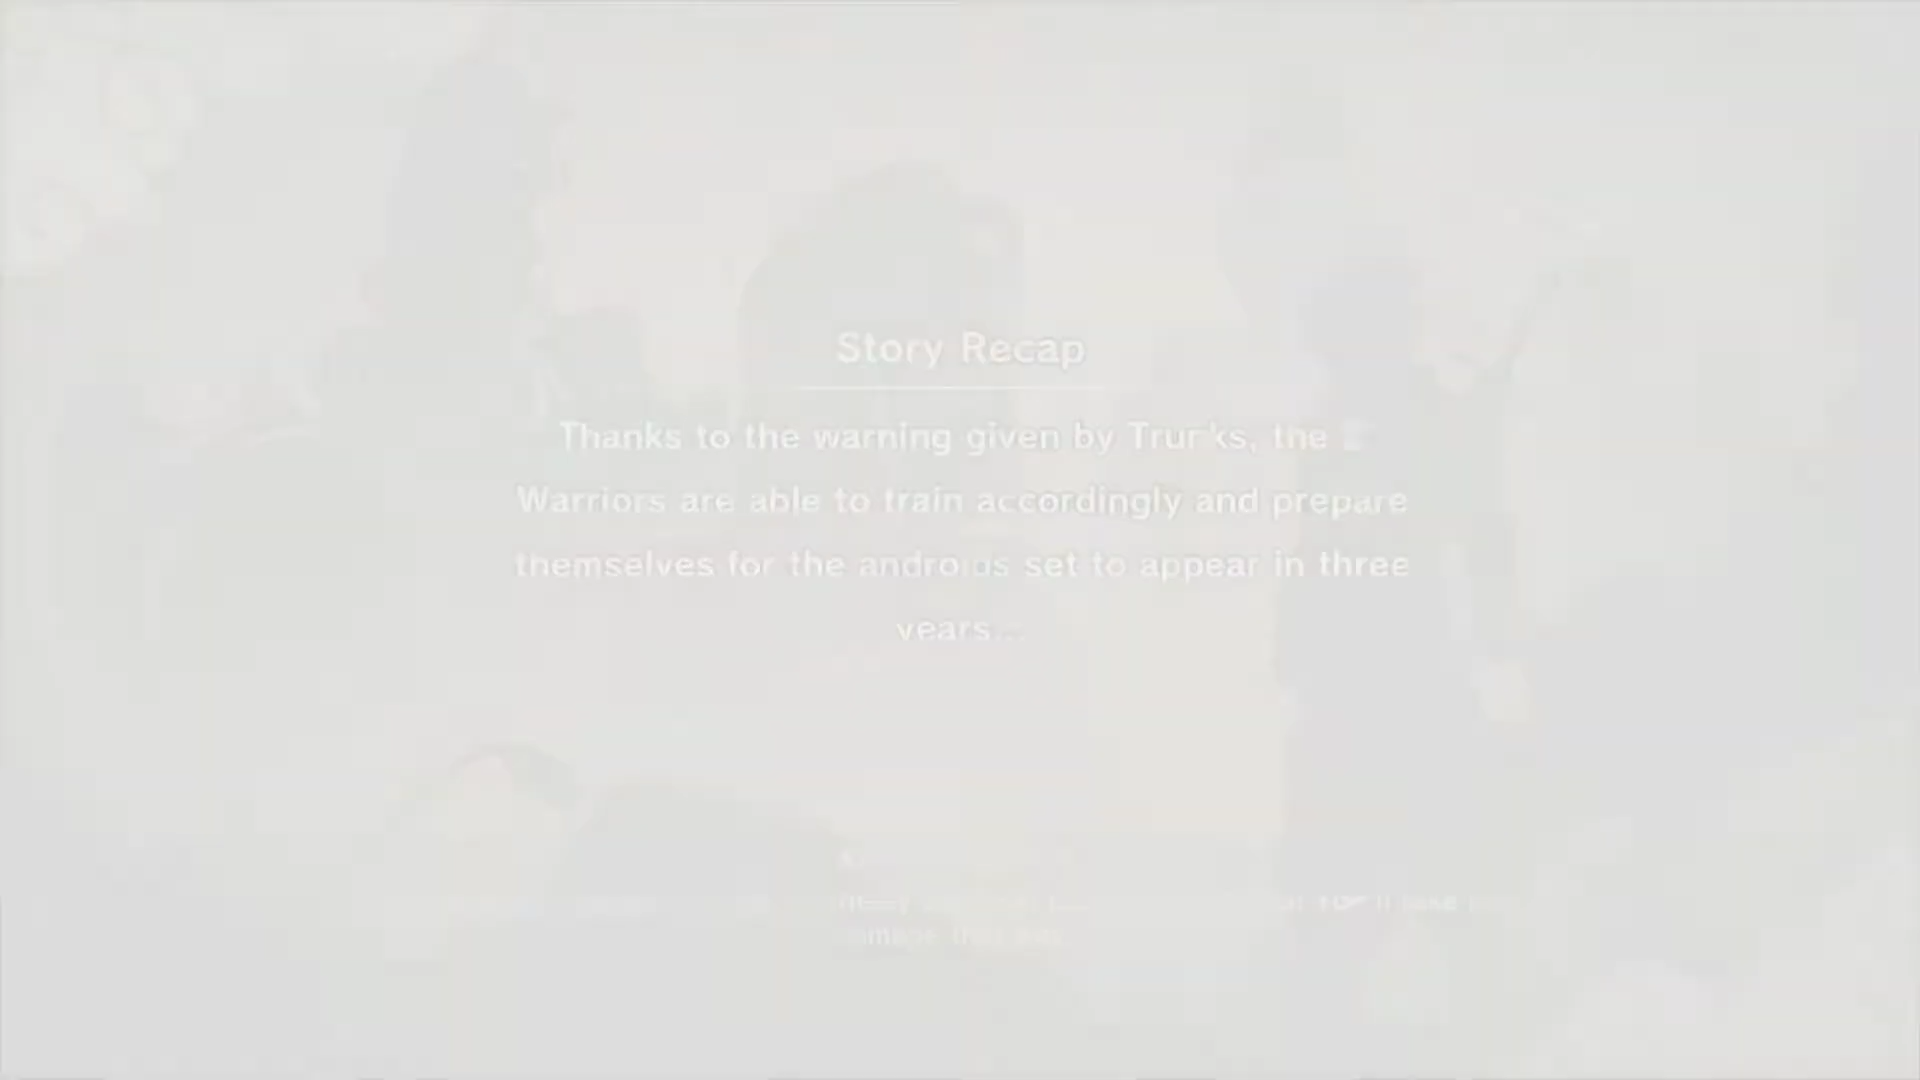 Story Recap
Thanks to the warning given by Trunks, the Z
Warriors are able to train accordingly and prepare
themselves for the androids set to appear in three
years...